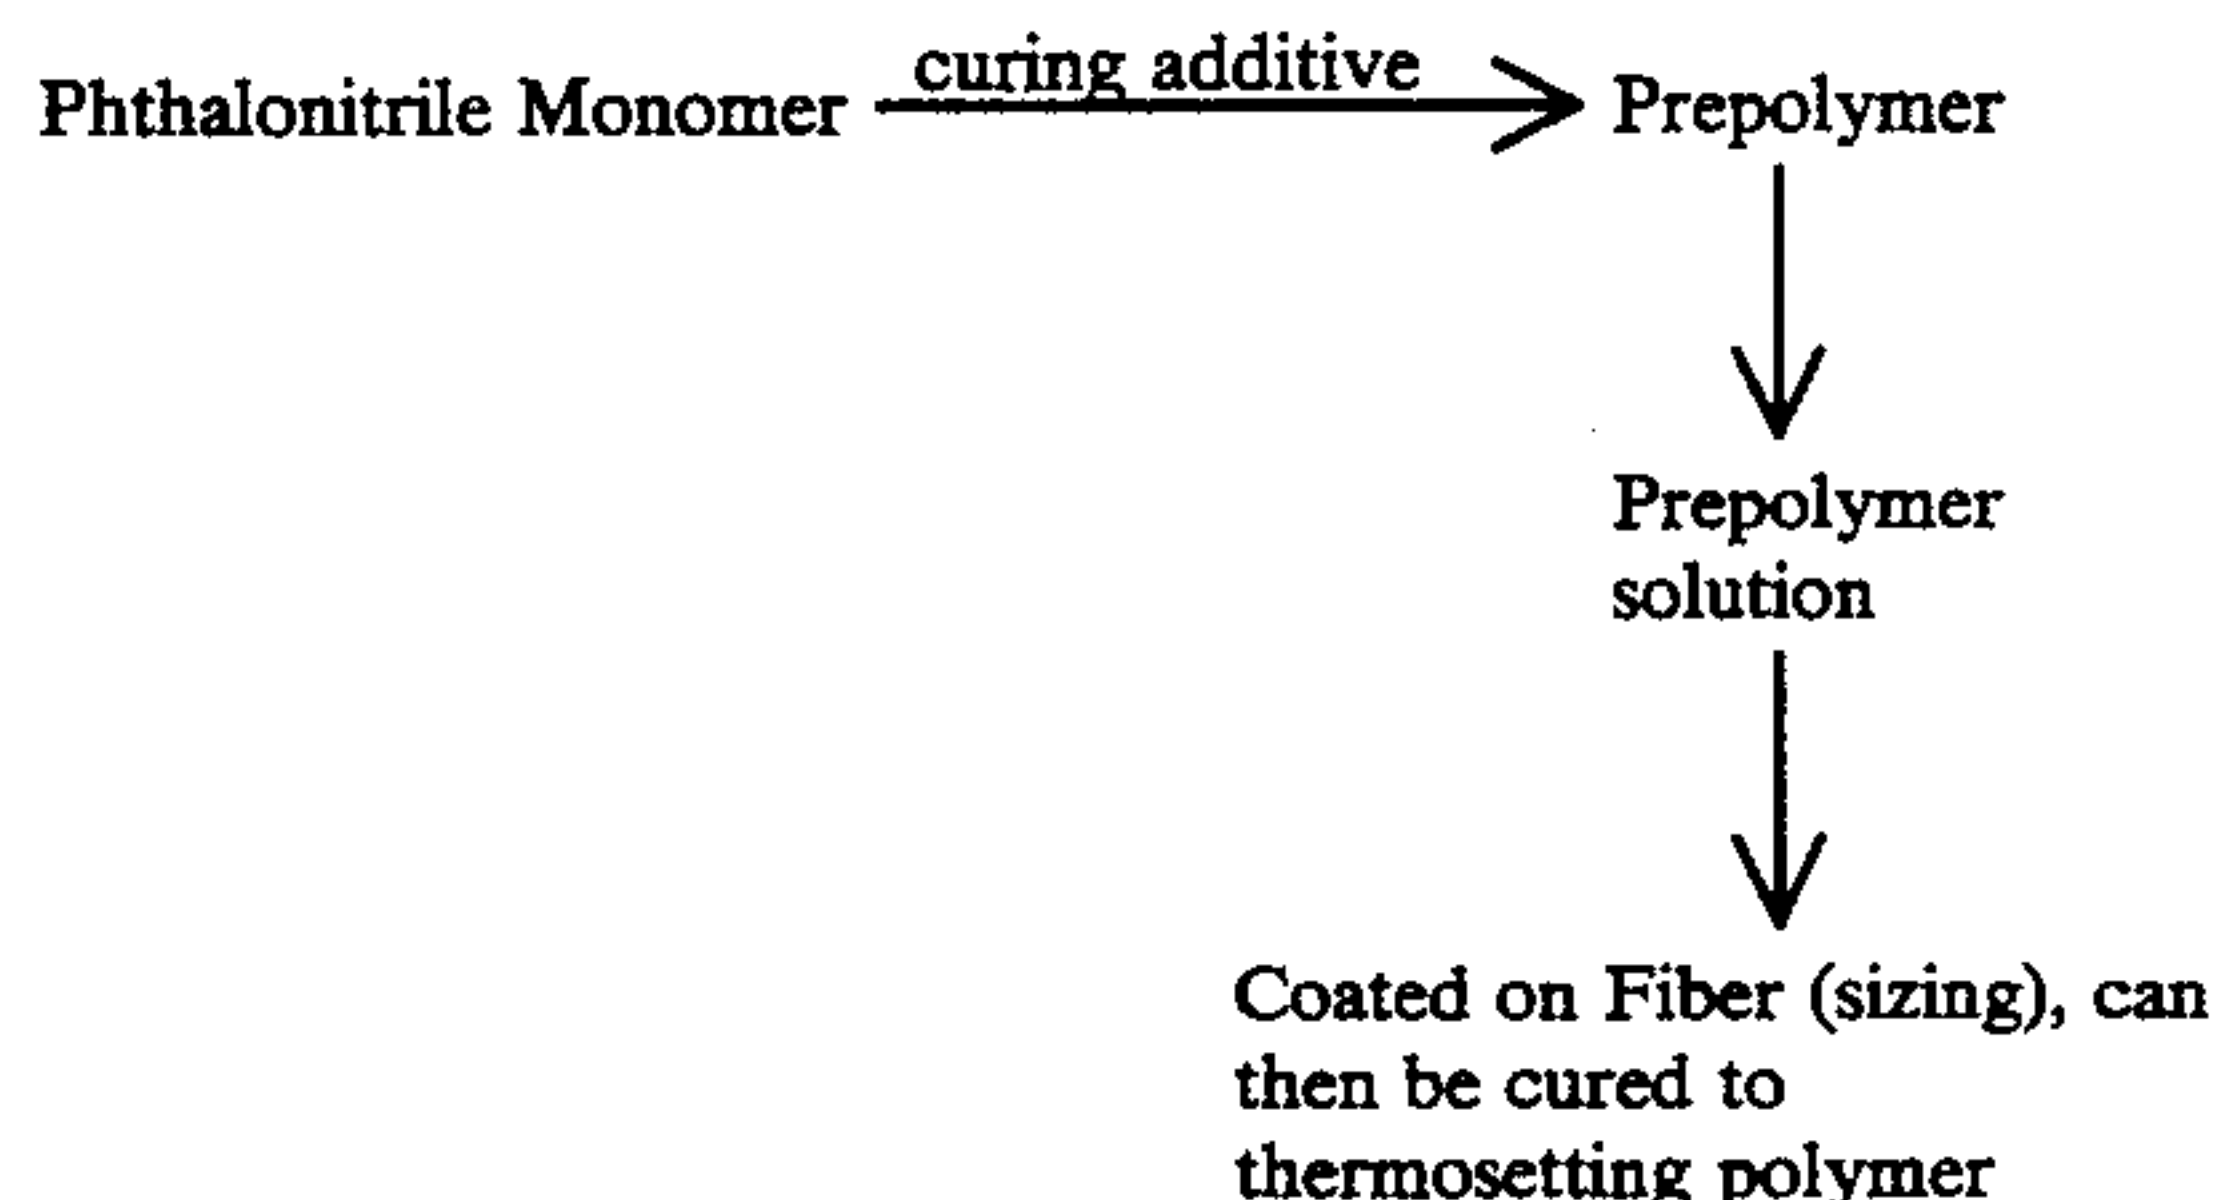 Phthalonitrile Monomer curing additive Prepolymer
Prepolymer
solution
Coated on Fiber (sizing), can
then be cured to
thermosetting polymer